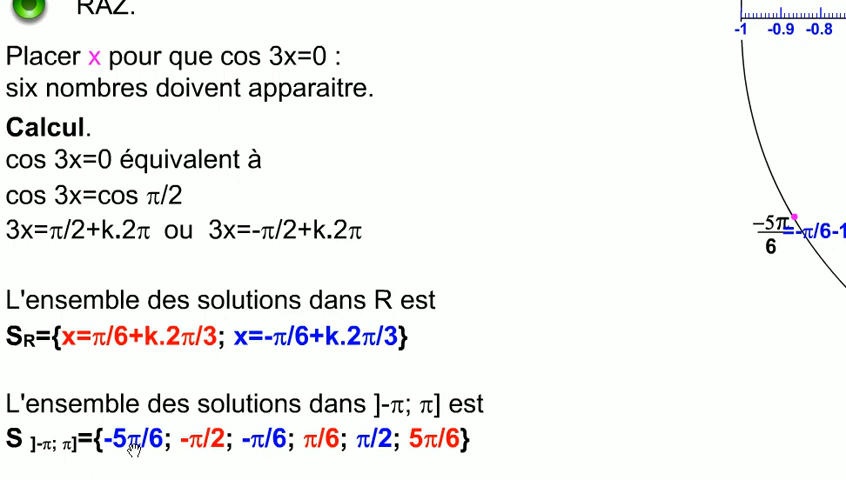 RAZ.
Placer x pour que cos 3x=0 :
six nombres doivent apparaitre.
Calcul.
cos 3x=0 équivalent à
cos 3x=cos π/2
3x=π/2+k.2π ou 3x=-π/2+k.2π
L'ensemble des solutions dans R est
SR={x=π/6+k.2π/3; x=-π/6+k.2π/3}
L'ensemble des solutions dans ]-π; π] est
S ]-π; π]={-5π/6; -π/2; -π/6; π/6; π/2; 5π/6}
-1 -0.9 -0.8
-5π
6
=-π/6-1